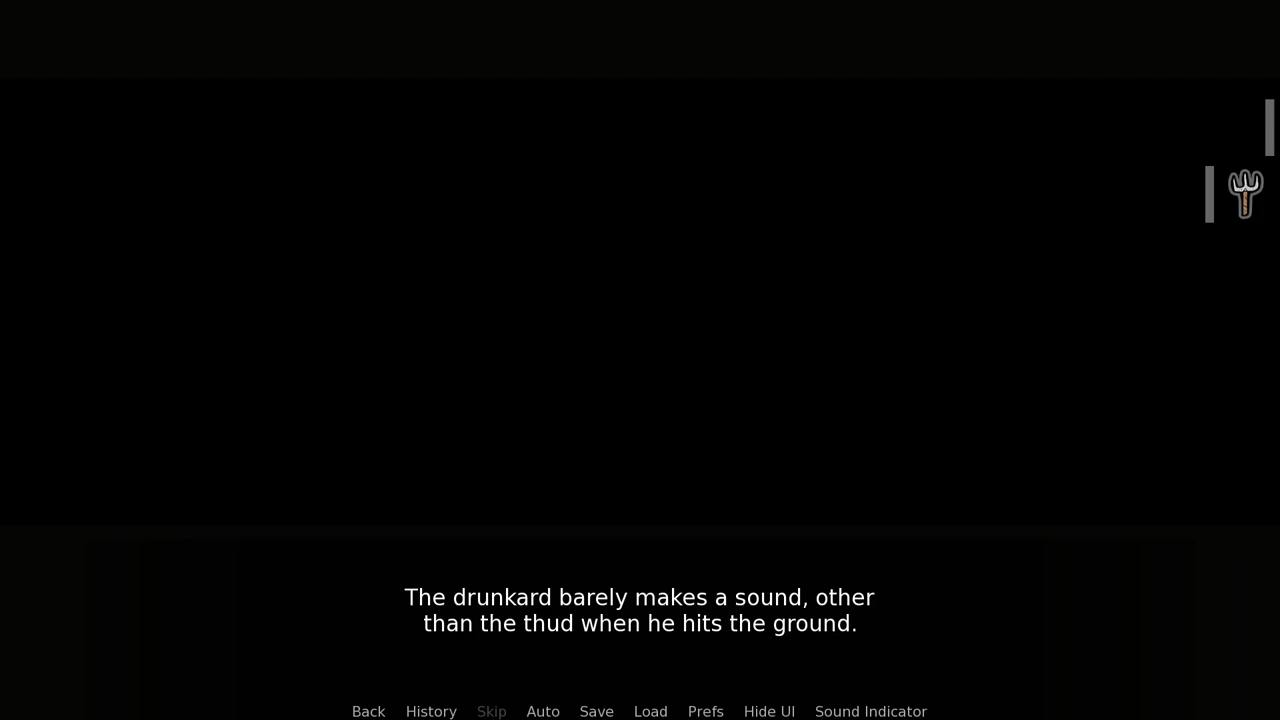 The drunkard barely makes a sound, other
than the thud when he hits the ground.
Back History Skip Auto Save Load Prefs Hide UI Sound Indicator